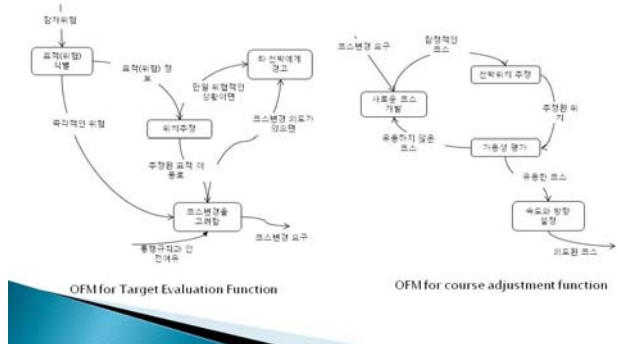 잠재위험
표적(위험)
식별
표적(위험) 정
보
만일 위협적인
상황이면
타 선박에게
경고
즉각적인 위험
위치추정
코스변경 의도가
있으면
추정된 표적 이
동로
코스변경을
고려함
코스변경 요구
통행규칙과 안
전여유
OFM for Target Evaluation Function
코스변경 요구
잠정적인
코스
선박위치 추정
새로운 코스
개발
추정된 위
치
유용하지 않은
코스
가용성 평가
유용한 코스
속도와 방향
설정
의도된 코스
OFM for course adjustment function